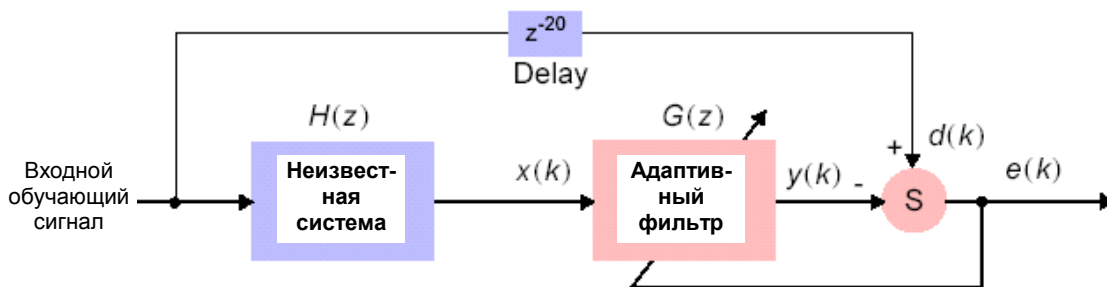 z⁻²⁰
Delay
H(z)
G(z)
Входной
обучающий
сигнал
Неизвест-
ная
система
x(k)
Адаптив-
ный
фильтр
y(k)
-
+
d(k)
S
e(k)